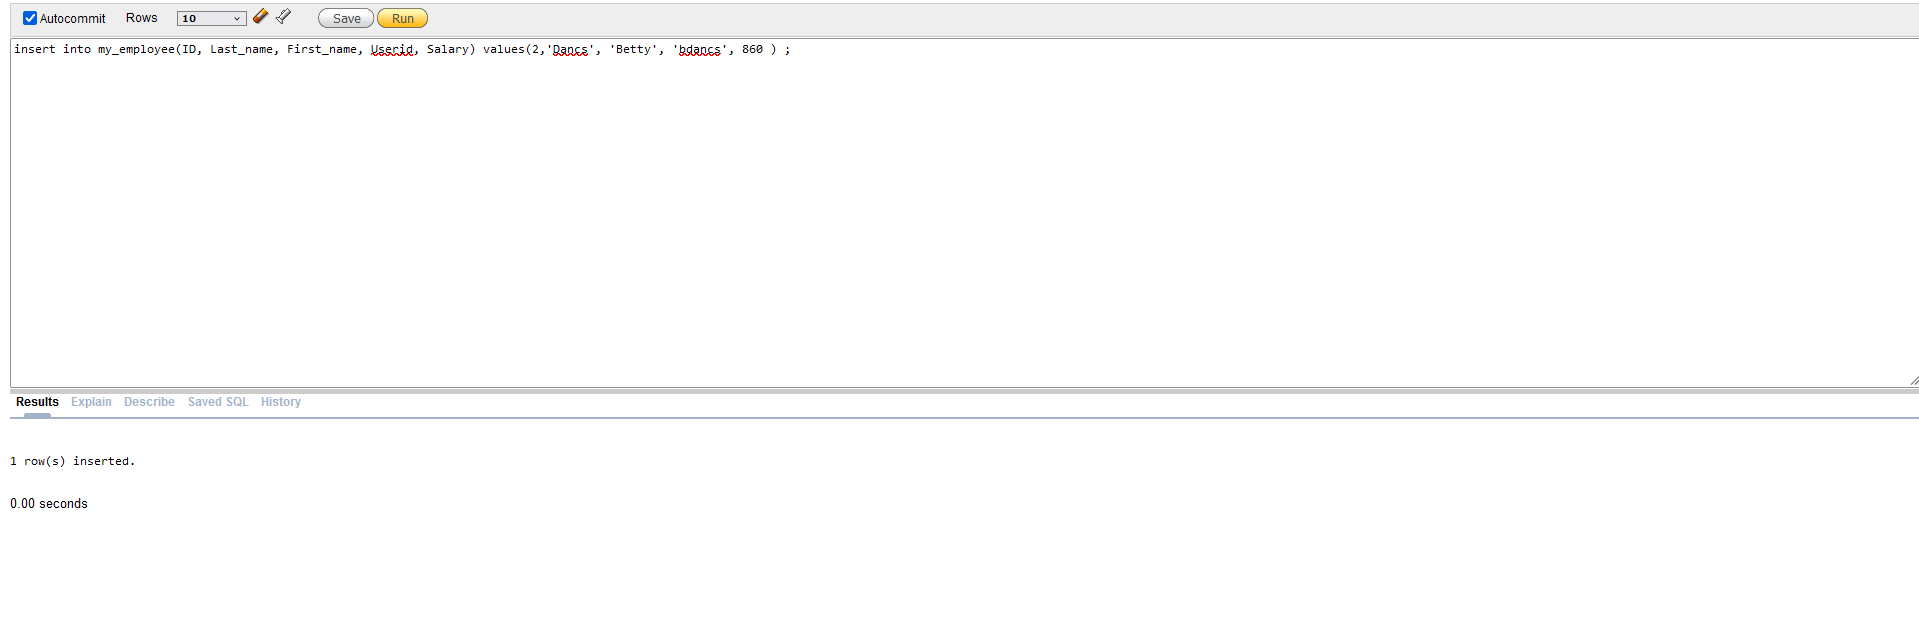 Autocommit Rows 10 Save Run
insert into my_employee(ID, Last_name, First_name, Userid, Salary) values(2,'Dancs', 'Betty', 'bdancs', 860 ) ;
Results Explain Describe Saved SQL History
1 row(s) inserted.
0.00 seconds